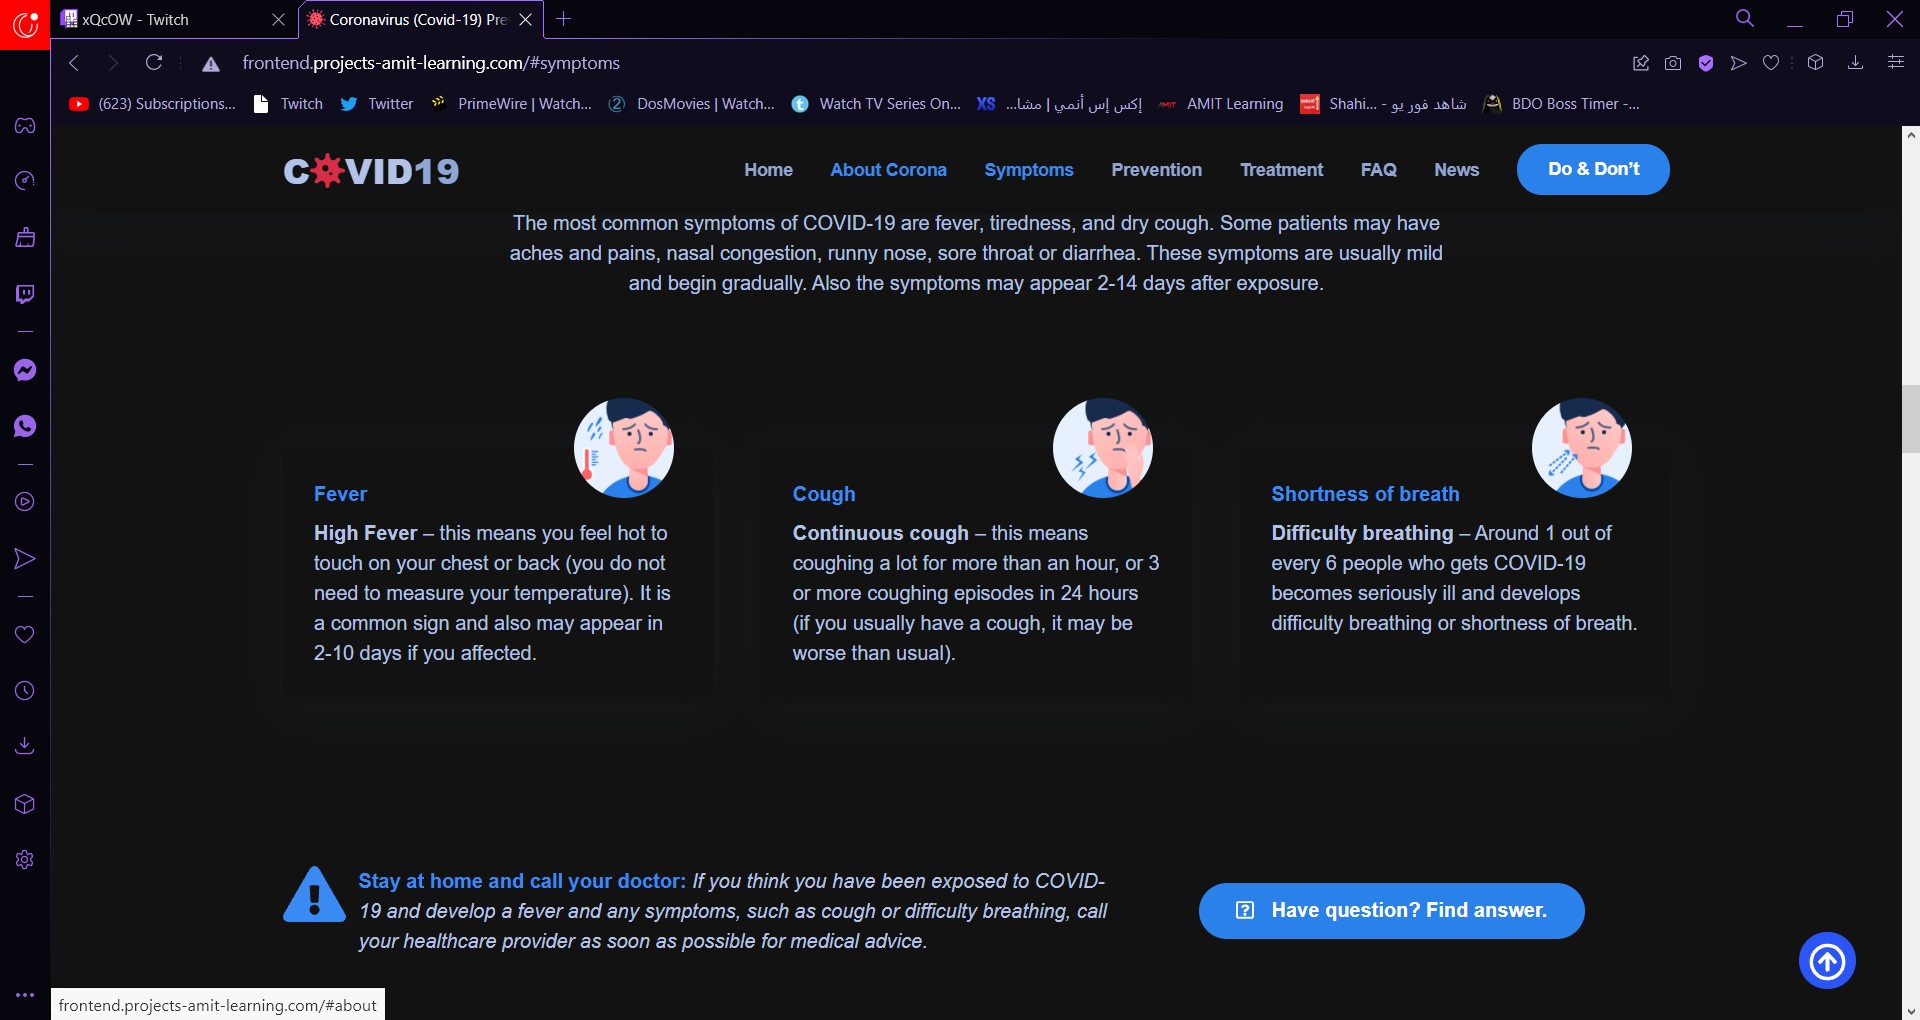 xQcOW - Twitch
Coronavirus (Covid-19) Pre
frontend.projects-amit-learning.com/#symptoms
(623) Subscriptions...
Twitch
Twitter
PrimeWire | Watch...
DosMovies | Watch...
Watch TV Series On...
XS إكس إس أنمي | مشا...
AMIT Learning
Shahi... - شاهد فور يو
BDO Boss Timer -...
COVID19
Home
About Corona
Symptoms
Prevention
Treatment
FAQ
News
Do & Don't
The most common symptoms of COVID-19 are fever, tiredness, and dry cough. Some patients may have
aches and pains, nasal congestion, runny nose, sore throat or diarrhea. These symptoms are usually mild
and begin gradually. Also the symptoms may appear 2-14 days after exposure.
Fever
High Fever – this means you feel hot to
touch on your chest or back (you do not
need to measure your temperature). It is
a common sign and also may appear in
2-10 days if you affected.
Cough
Continuous cough – this means
coughing a lot for more than an hour, or 3
or more coughing episodes in 24 hours
(if you usually have a cough, it may be
worse than usual).
Shortness of breath
Difficulty breathing – Around 1 out of
every 6 people who gets COVID-19
becomes seriously ill and develops
difficulty breathing or shortness of breath.
Stay at home and call your doctor: If you think you have been exposed to COVID-
19 and develop a fever and any symptoms, such as cough or difficulty breathing, call
your healthcare provider as soon as possible for medical advice.
Have question? Find answer.
frontend.projects-amit-learning.com/#about